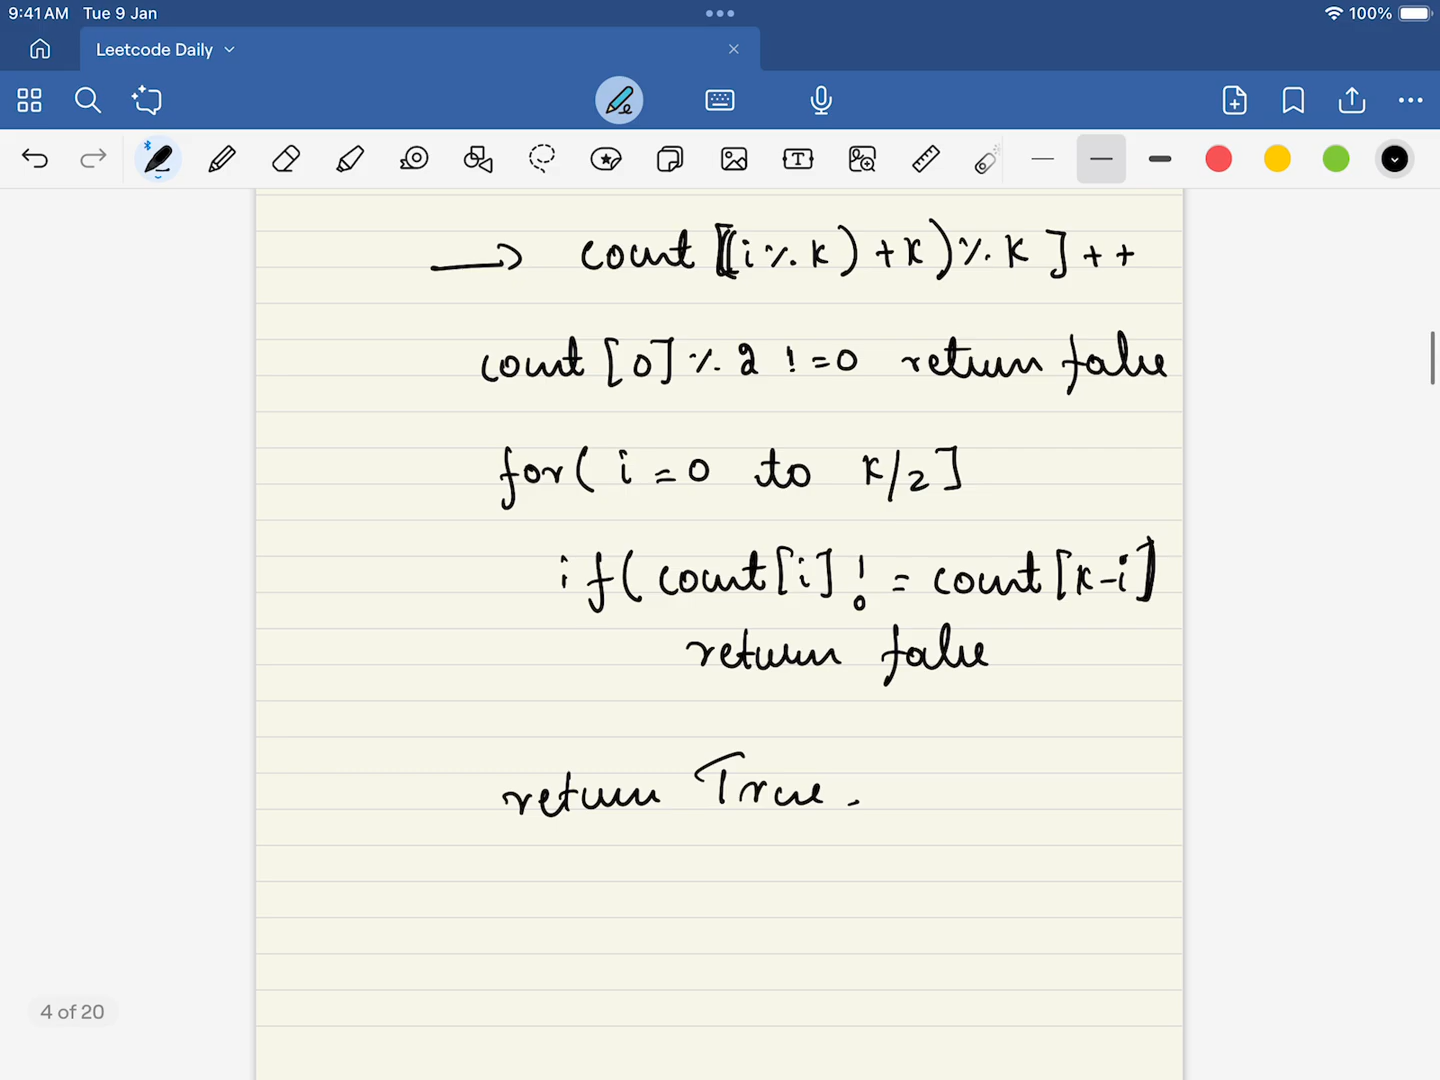 9:41 AM Tue 9 Jan 100%
Leetcode Daily
→ count [(i % k) + k) % k ] ++
count [0] % 2 != 0 return false
for( i = 0 to k/2]
if( count[i] != count[k-i]
return false
return True.
4 of 20